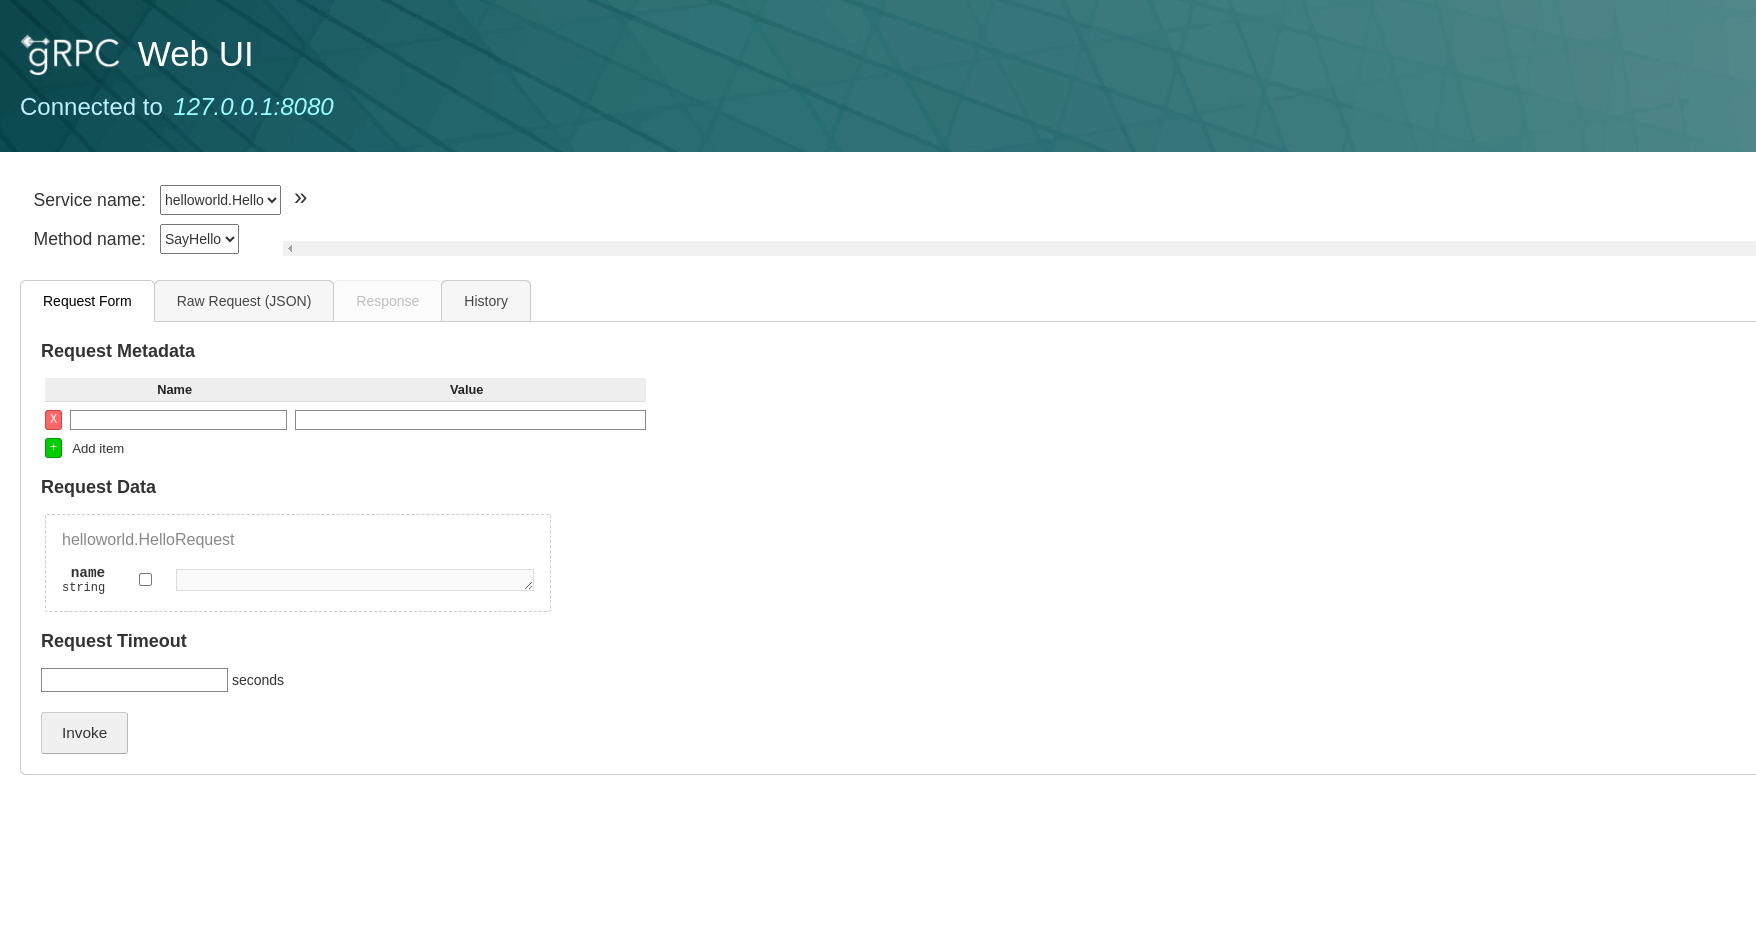 gRPC Web UI
Connected to 127.0.0.1:8080
Service name: helloworld.Hello »
Method name: SayHello
Request Form Raw Request (JSON) Response History
Request Metadata
Name Value
X
+ Add item
Request Data
helloworld.HelloRequest
name
string
Request Timeout
seconds
Invoke